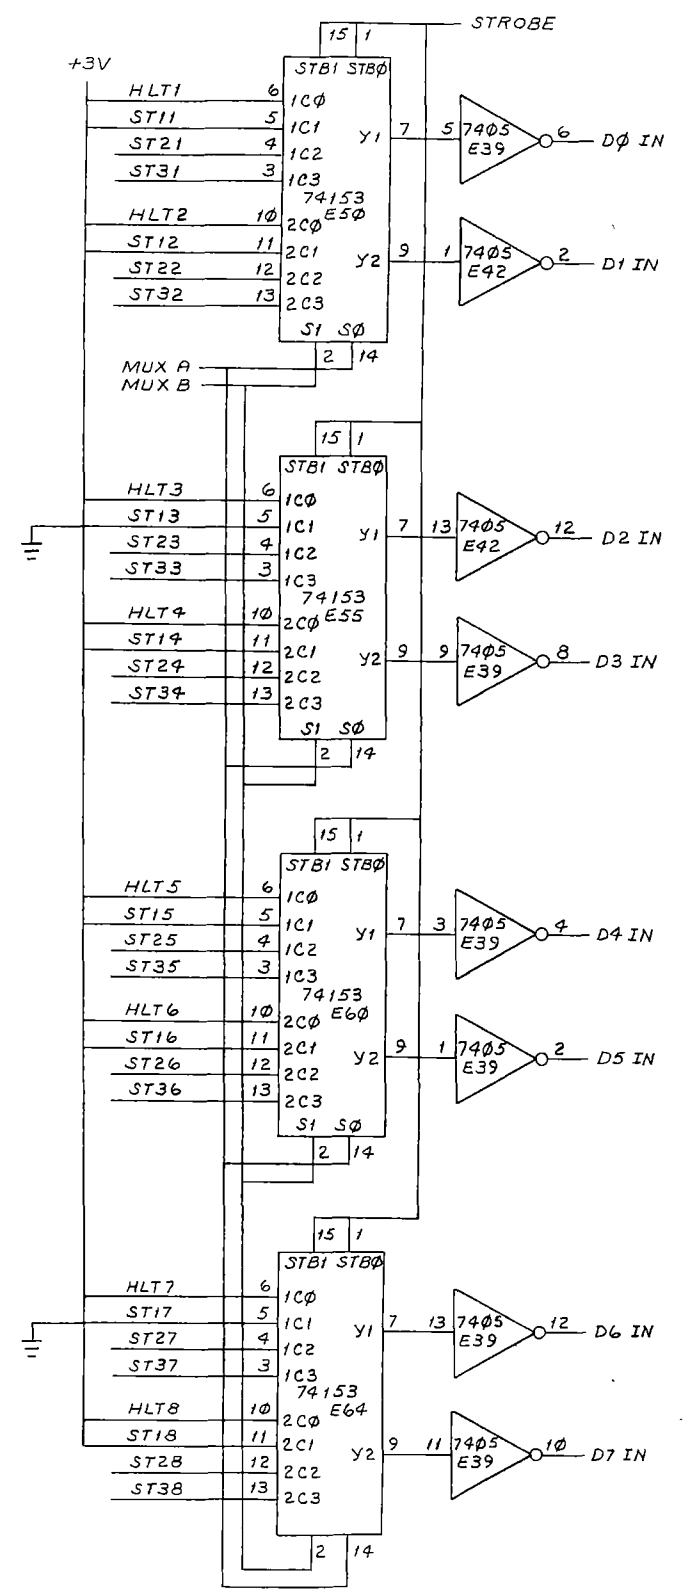 STROBE
15 1
+3V
STB1 STBØ
HLT1 6 1CØ
ST11 5 1C1
ST21 4 1C2
ST31 3 1C3
Y1 7 5 74Ø5 E39 6 DØ IN
74153
E5Ø
HLT2 1Ø 2CØ
ST12 11 2C1
ST22 12 2C2
ST32 13 2C3
Y2 9 1 74Ø5 E42 2 D1 IN
S1 SØ
2 14
MUX A
MUX B
15 1
STB1 STBØ
HLT3 6 1CØ
ST13 5 1C1
ST23 4 1C2
ST33 3 1C3
Y1 7 13 74Ø5 E42 12 D2 IN
74153
E55
HLT4 1Ø 2CØ
ST14 11 2C1
ST24 12 2C2
ST34 13 2C3
Y2 9 9 74Ø5 E39 8 D3 IN
S1 SØ
2 14
15 1
STB1 STBØ
HLT5 6 1CØ
ST15 5 1C1
ST25 4 1C2
ST35 3 1C3
Y1 7 3 74Ø5 E39 4 D4 IN
74153
E6Ø
HLT6 1Ø 2CØ
ST16 11 2C1
ST26 12 2C2
ST36 13 2C3
Y2 9 1 74Ø5 E39 2 D5 IN
S1 SØ
2 14
15 1
STB1 STBØ
HLT7 6 1CØ
ST17 5 1C1
ST27 4 1C2
ST37 3 1C3
Y1 7 13 74Ø5 E39 12 D6 IN
74153
E64
HLT8 1Ø 2CØ
ST18 11 2C1
ST28 12 2C2
ST38 13 2C3
Y2 9 11 74Ø5 E39 1Ø D7 IN
2 14